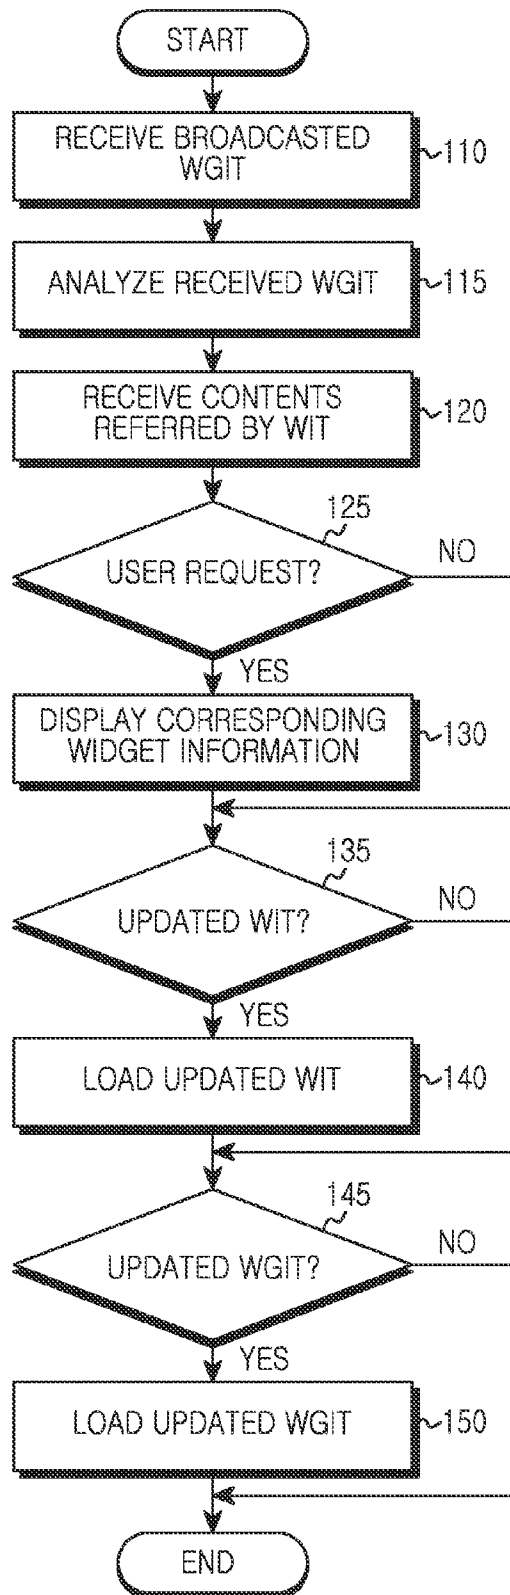 START
RECEIVE BROADCASTED
WGIT
110
ANALYZE RECEIVED WGIT
115
RECEIVE CONTENTS
REFERRED BY WIT
120
125
USER REQUEST?
NO
YES
DISPLAY CORRESPONDING
WIDGET INFORMATION
130
135
UPDATED WIT?
NO
YES
LOAD UPDATED WIT
140
145
UPDATED WGIT?
NO
YES
LOAD UPDATED WGIT
150
END